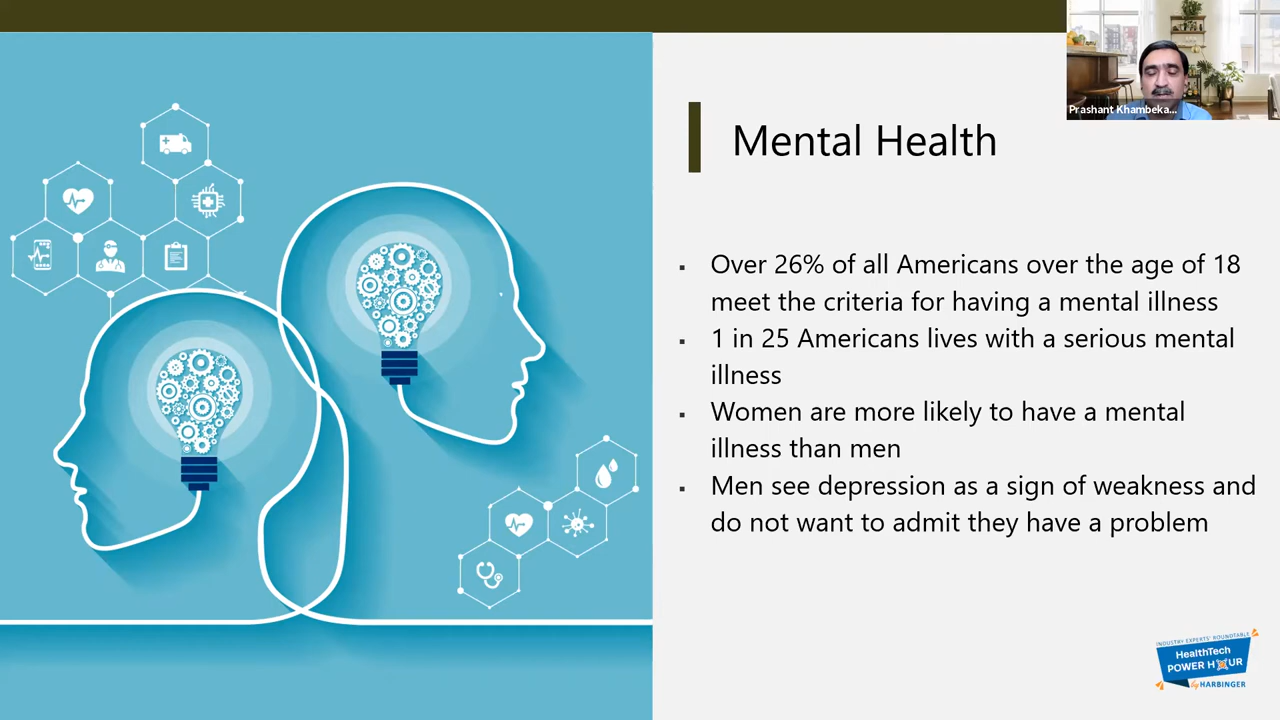 Prashant Khambeka...
Mental Health
▪ Over 26% of all Americans over the age of 18
meet the criteria for having a mental illness
▪ 1 in 25 Americans lives with a serious mental
illness
▪ Women are more likely to have a mental
illness than men
▪ Men see depression as a sign of weakness and
do not want to admit they have a problem
INDUSTRY EXPERTS' ROUNDTABLE
HealthTech
POWER HOUR
by HARBINGER